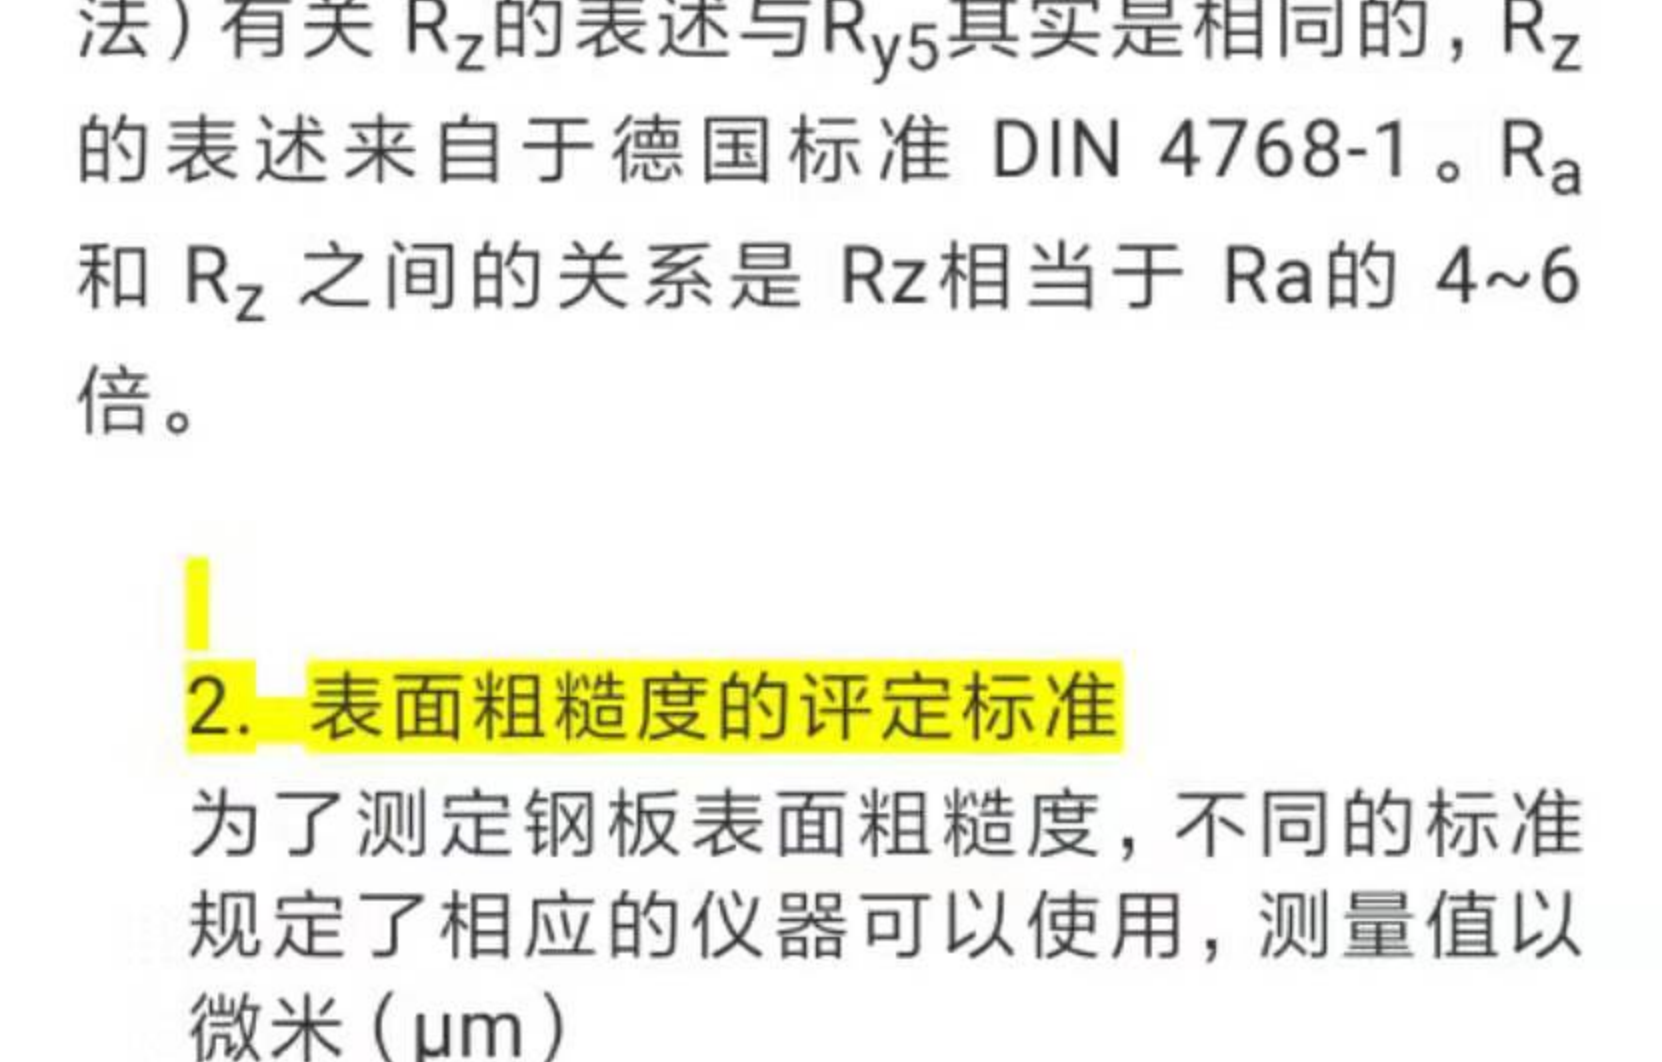 法）有关 Rz的表述与Ry5其实是相同的，Rz
的表述来自于德国标准 DIN 4768-1。Ra
和 Rz 之间的关系是 Rz相当于 Ra的 4~6
倍。
2. 表面粗糙度的评定标准
为了测定钢板表面粗糙度，不同的标准
规定了相应的仪器可以使用，测量值以
微米（μm）